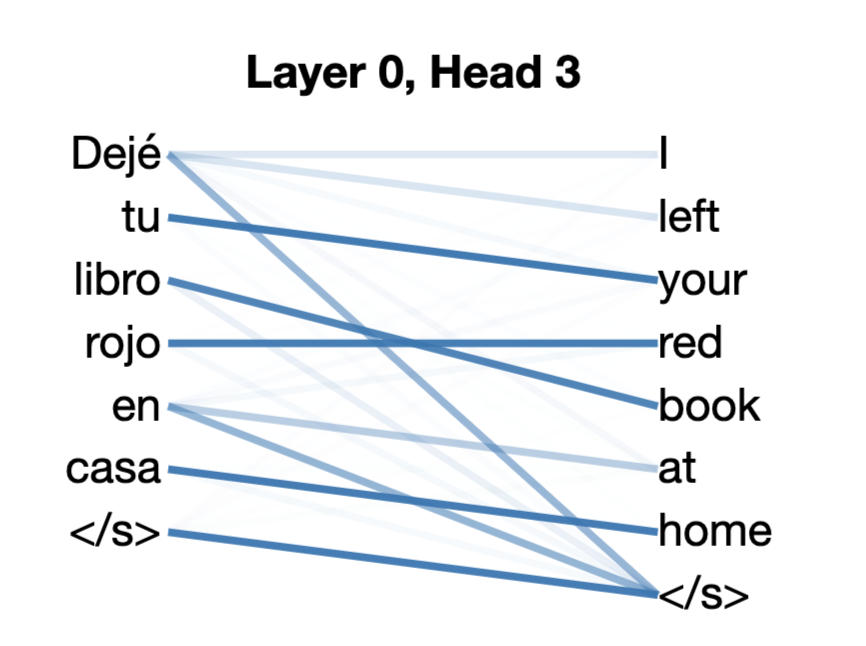 Layer 0, Head 3
Dejé I
tu left
libro your
rojo red
en book
casa at
</s> home
</s>